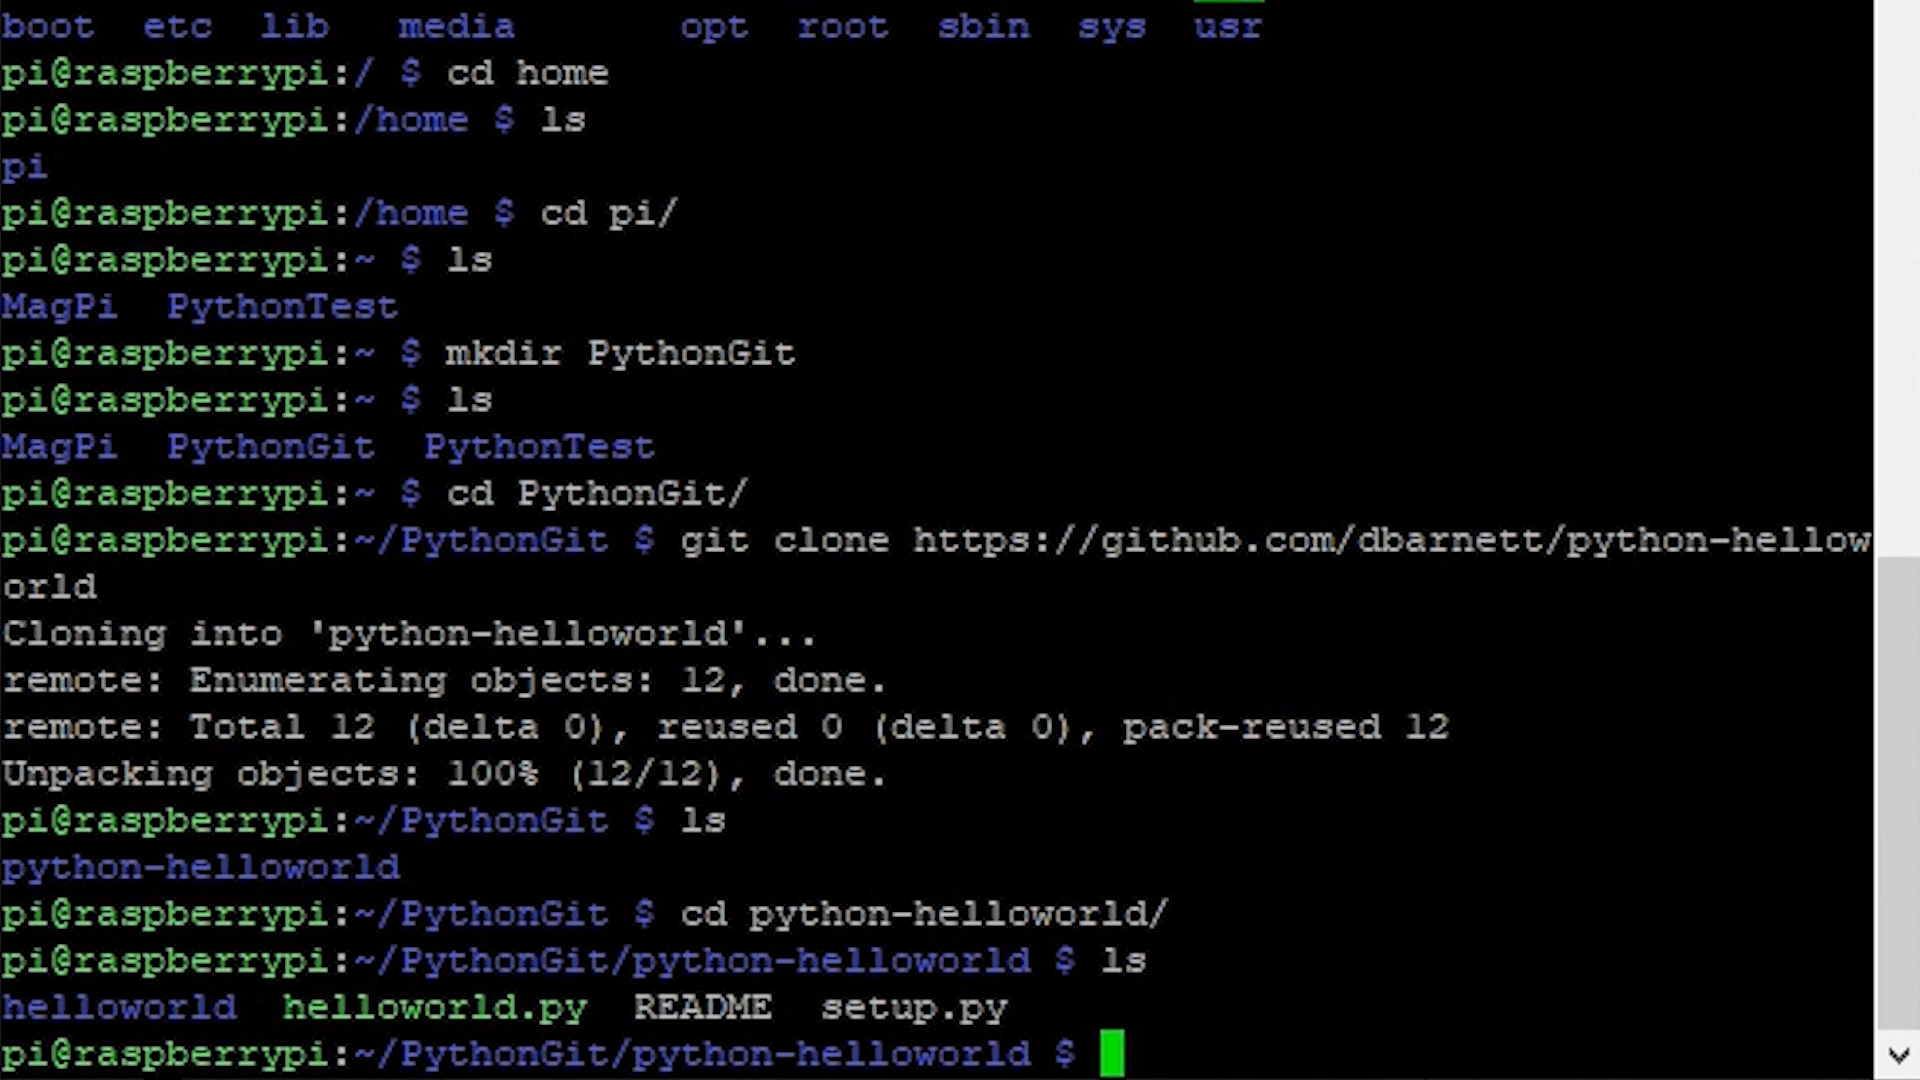 boot etc lib media opt root sbin sys usr
pi@raspberrypi:/ $ cd home
pi@raspberrypi:/home $ ls
pi
pi@raspberrypi:/home $ cd pi/
pi@raspberrypi:~ $ ls
MagPi PythonTest
pi@raspberrypi:~ $ mkdir PythonGit
pi@raspberrypi:~ $ ls
MagPi PythonGit PythonTest
pi@raspberrypi:~ $ cd PythonGit/
pi@raspberrypi:~/PythonGit $ git clone https://github.com/dbarnett/python-hellow
orld
Cloning into 'python-helloworld'...
remote: Enumerating objects: 12, done.
remote: Total 12 (delta 0), reused 0 (delta 0), pack-reused 12
Unpacking objects: 100% (12/12), done.
pi@raspberrypi:~/PythonGit $ ls
python-helloworld
pi@raspberrypi:~/PythonGit $ cd python-helloworld/
pi@raspberrypi:~/PythonGit/python-helloworld $ ls
helloworld helloworld.py README setup.py
pi@raspberrypi:~/PythonGit/python-helloworld $